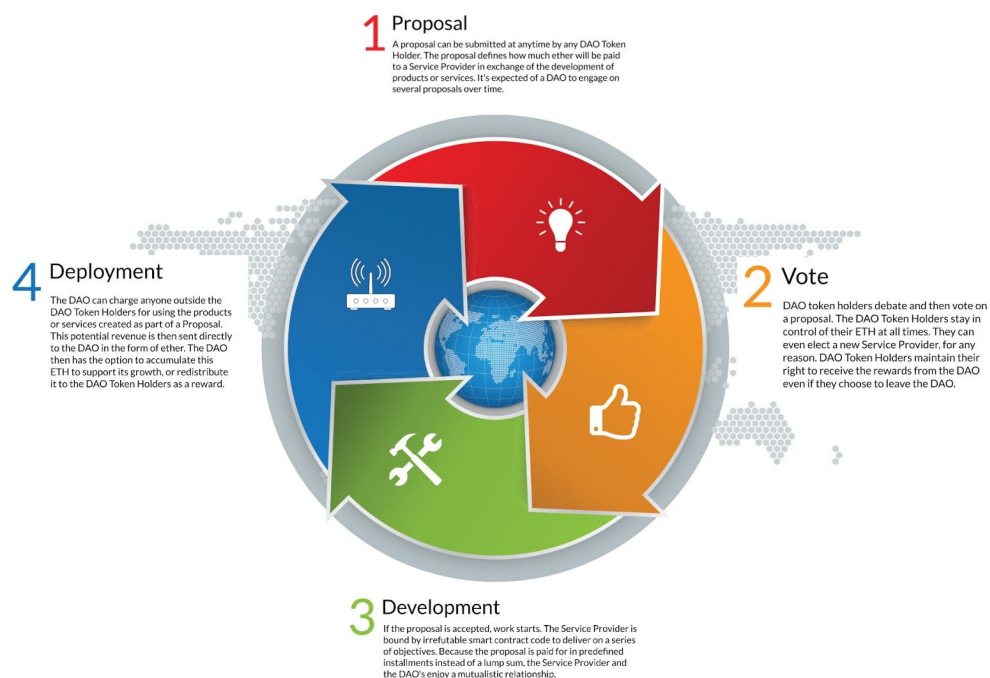 1 Proposal
A proposal can be submitted at anytime by any DAO Token
Holder. The proposal defines how much ether will be paid
to a Service Provider in exchange of the development of
products or services. It's expected of a DAO to engage on
several proposals over time.
2 Vote
DAO token holders debate and then vote on
a proposal. The DAO Token Holders stay in
control of their ETH at all times. They can
even elect a new Service Provider, for any
reason. DAO Token Holders maintain their
right to receive the rewards from the DAO
even if they choose to leave the DAO.
3 Development
If the proposal is accepted, work starts. The Service Provider is
bound by irrefutable smart contract code to deliver on a series
of objectives. Because the proposal is paid for in predefined
installments instead of a lump sum, the Service Provider and
the DAO's enjoy a mutualistic relationship.
4 Deployment
The DAO can charge anyone outside the
DAO Token Holders for using the products
or services created as part of a Proposal.
This potential revenue is then sent directly
to the DAO in the form of ether. The DAO
then has the option to accumulate this
ETH to support its growth, or redistribute
it to the DAO Token Holders as a reward.